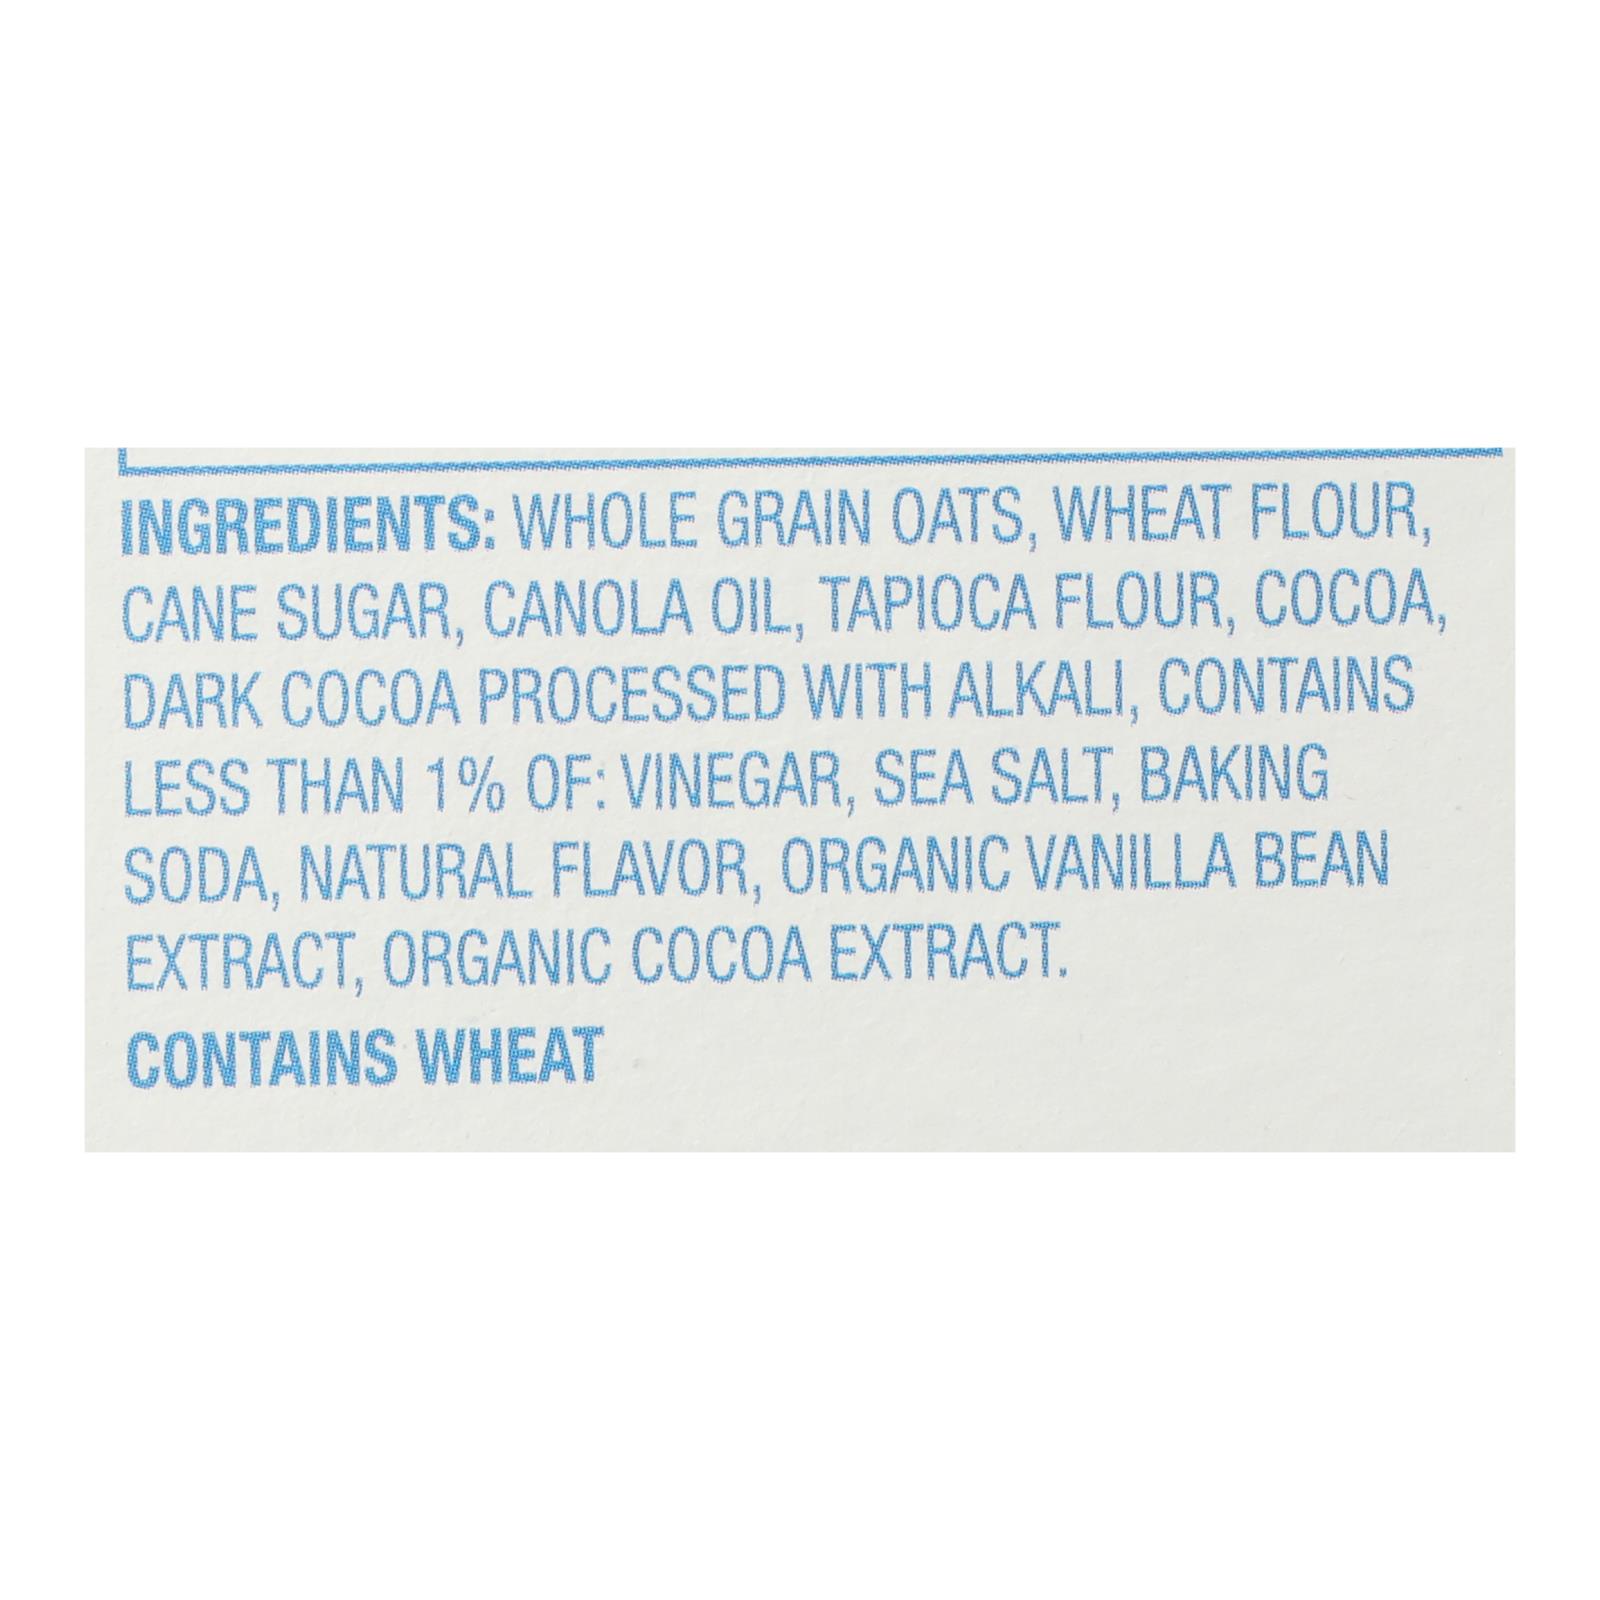 INGREDIENTS: WHOLE GRAIN OATS, WHEAT FLOUR,
CANE SUGAR, CANOLA OIL, TAPIOCA FLOUR, COCOA,
DARK COCOA PROCESSED WITH ALKALI, CONTAINS
LESS THAN 1% OF: VINEGAR, SEA SALT, BAKING
SODA, NATURAL FLAVOR, ORGANIC VANILLA BEAN
EXTRACT, ORGANIC COCOA EXTRACT.
CONTAINS WHEAT